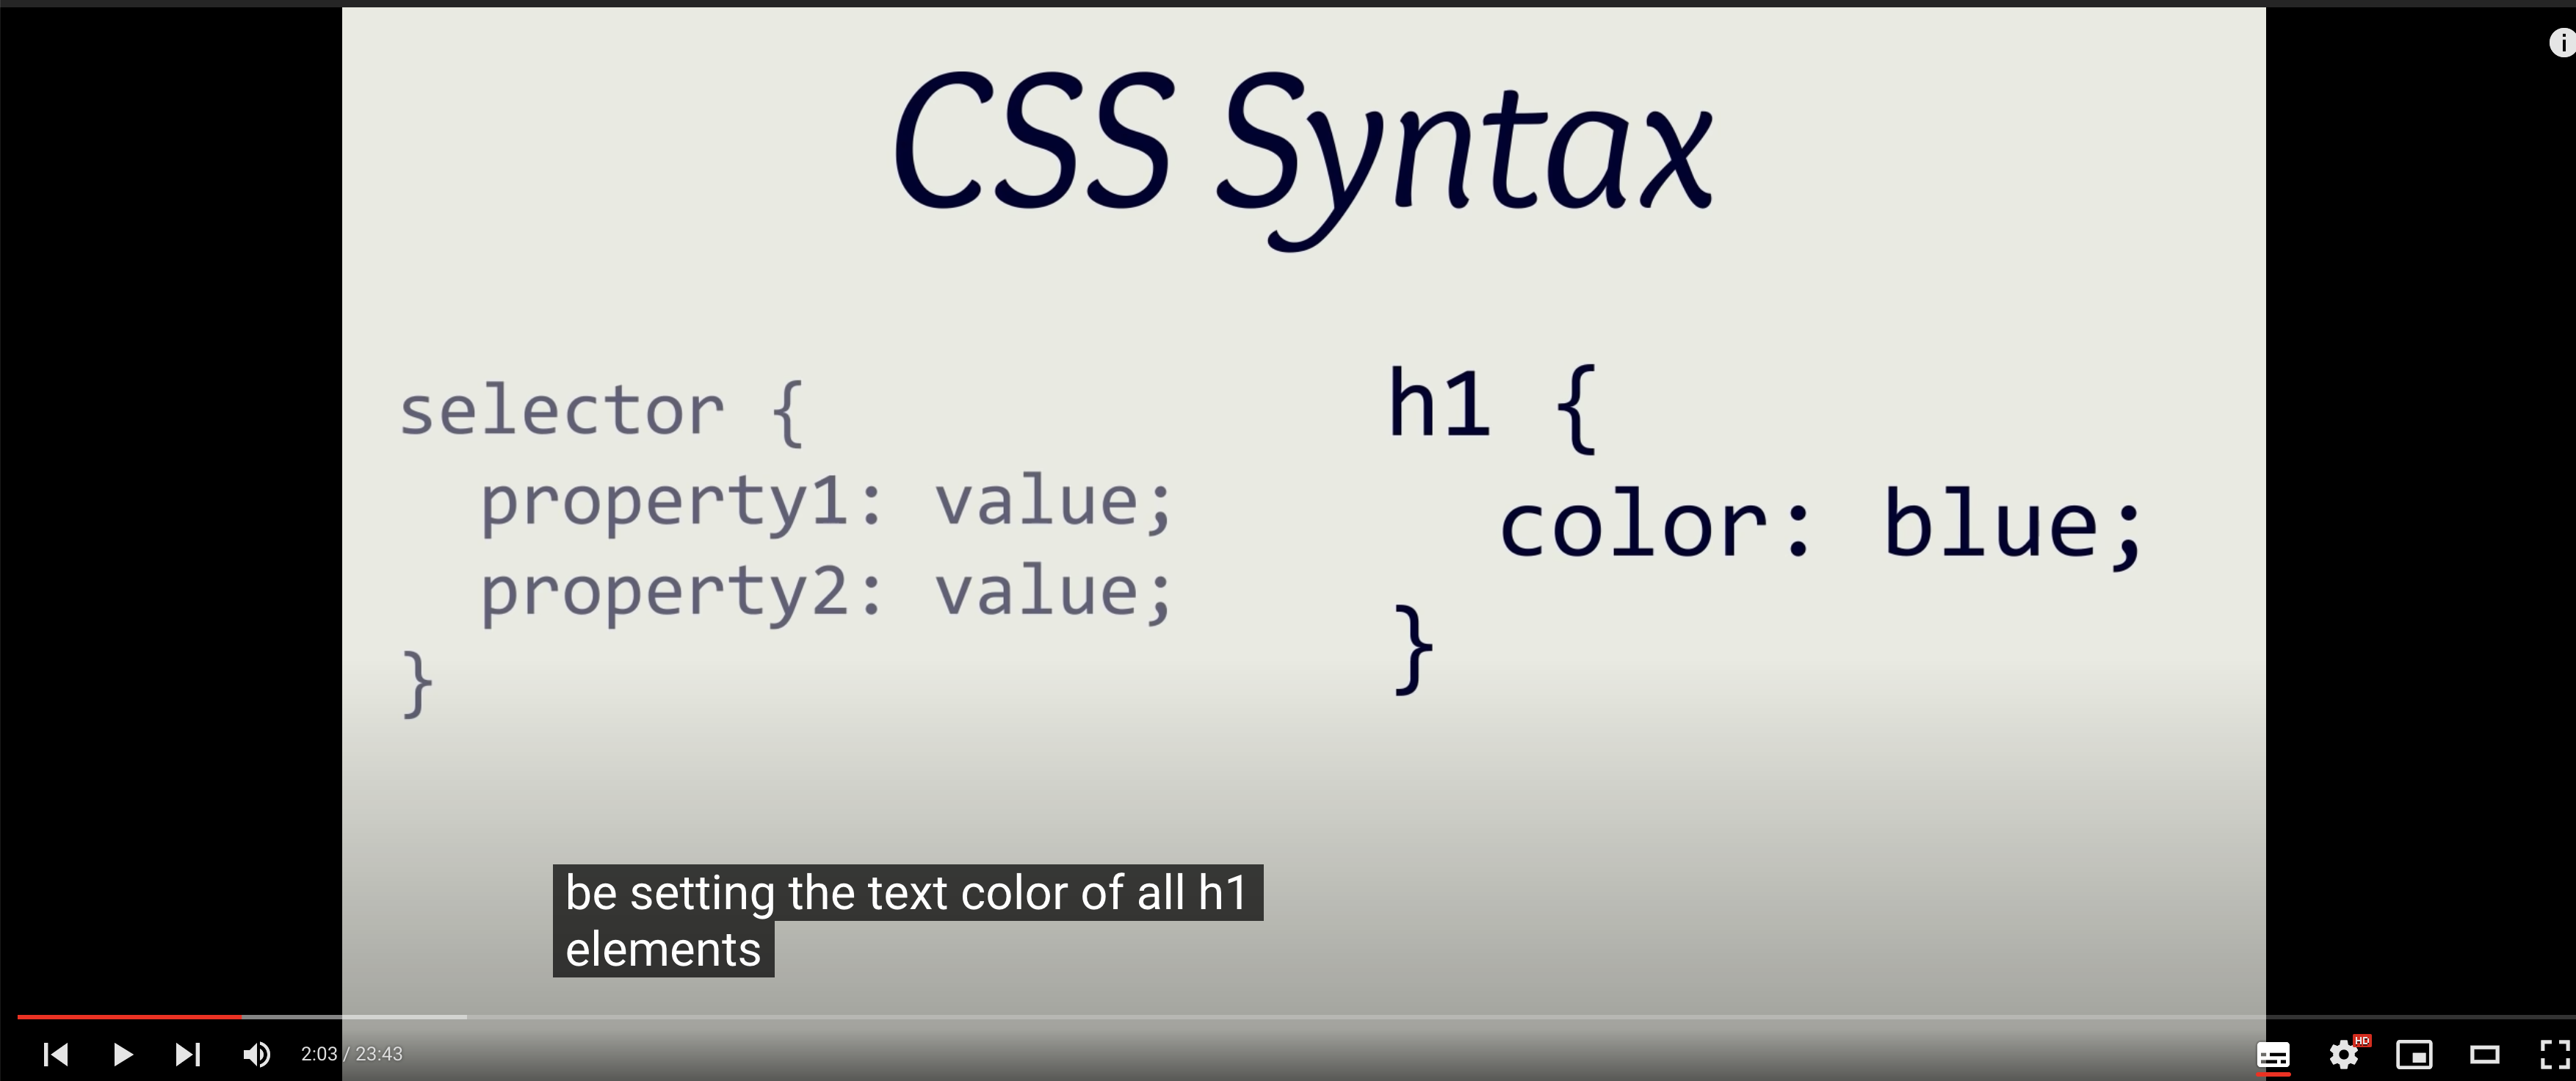 CSS Syntax
selector {
property1: value;
property2: value;
}
h1 {
color: blue;
}
be setting the text color of all h1
elements
2:03 / 23:43
HD